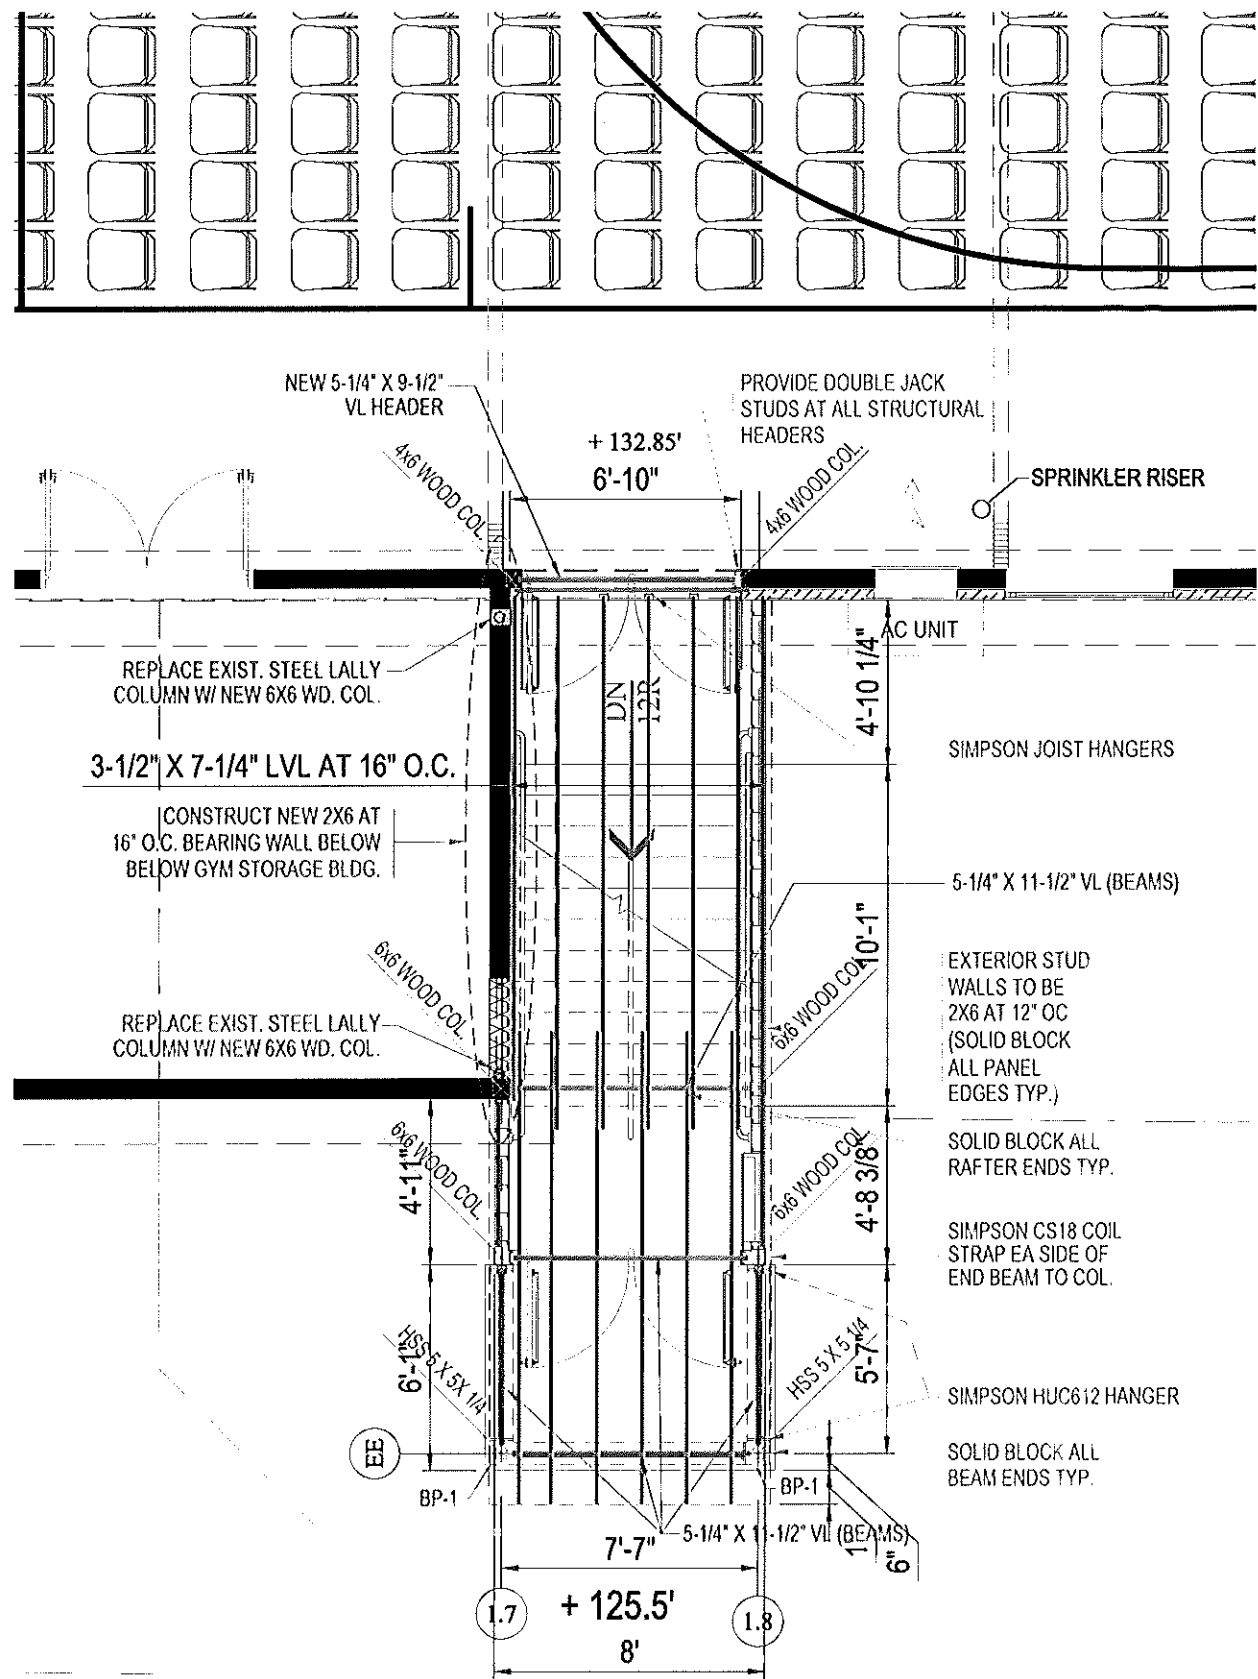 NEW 5-1/4" X 9-1/2"
VL HEADER
PROVIDE DOUBLE JACK
STUDS AT ALL STRUCTURAL
HEADERS
+ 132.85'
6'-10"
4x6 WOOD COL.
4x6 WOOD COL.
SPRINKLER RISER
AC UNIT
REPLACE EXIST. STEEL LALLY
COLUMN W/ NEW 6X6 WD. COL.
DN
12R
4'-10 1/4"
SIMPSON JOIST HANGERS
3-1/2" X 7-1/4" LVL AT 16" O.C.
CONSTRUCT NEW 2X6 AT
16" O.C. BEARING WALL BELOW
BELOW GYM STORAGE BLDG.
5-1/4" X 11-1/2" VL (BEAMS)
10'-1"
6x6 WOOD COL.
6x6 WOOD COL.
EXTERIOR STUD
WALLS TO BE
2X6 AT 12" OC
(SOLID BLOCK
ALL PANEL
EDGES TYP.)
REPLACE EXIST. STEEL LALLY
COLUMN W/ NEW 6X6 WD. COL.
SOLID BLOCK ALL
RAFTER ENDS TYP.
6x6 WOOD COL.
4'-11"
6x6 WOOD COL.
4'-8 3/8"
SIMPSON CS18 COIL
STRAP EA SIDE OF
END BEAM TO COL.
HSS 5 X 5X 1/4
6'-1"
HSS 5 X 5 1/4
5'-7"
SIMPSON HUC612 HANGER
EE
SOLID BLOCK ALL
BEAM ENDS TYP.
BP-1
BP-1
5-1/4" X 11-1/2" VL (BEAMS)
1'
6"
7'-7"
1.7
+ 125.5'
1.8
8'